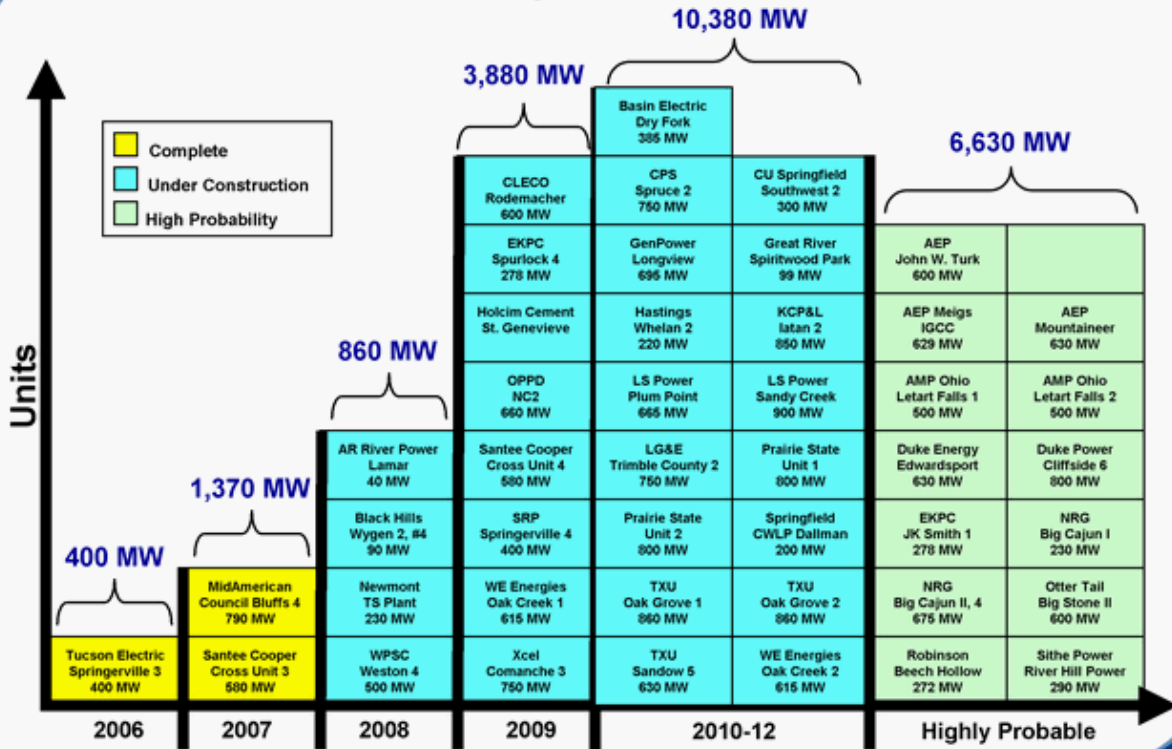 10,380 MW
3,880 MW
6,630 MW
860 MW
1,370 MW
400 MW
Complete
Under Construction
High Probability
Units
Tucson Electric
Springerville 3
400 MW
MidAmerican
Council Bluffs 4
790 MW
Santee Cooper
Cross Unit 3
580 MW
AR River Power
Lamar
40 MW
Black Hills
Wygen 2, #4
90 MW
Newmont
TS Plant
230 MW
WPSC
Weston 4
500 MW
CLECO
Rodemacher
600 MW
EKPC
Spurlock 4
278 MW
Holcim Cement
St. Genevieve
OPPD
NC2
660 MW
Santee Cooper
Cross Unit 4
580 MW
SRP
Springerville 4
400 MW
WE Energies
Oak Creek 1
615 MW
Xcel
Comanche 3
750 MW
Basin Electric
Dry Fork
385 MW
CPS
Spruce 2
750 MW
GenPower
Longview
695 MW
Hastings
Whelan 2
220 MW
LS Power
Plum Point
665 MW
LG&E
Trimble County 2
750 MW
Prairie State
Unit 2
800 MW
TXU
Oak Grove 1
860 MW
TXU
Sandow 5
630 MW
CU Springfield
Southwest 2
300 MW
Great River
Spiritwood Park
99 MW
KCP&L
Iatan 2
850 MW
LS Power
Sandy Creek
900 MW
Prairie State
Unit 1
800 MW
Springfield
CWLP Dallman
200 MW
TXU
Oak Grove 2
860 MW
WE Energies
Oak Creek 2
615 MW
AEP
John W. Turk
600 MW
AEP Meigs
IGCC
629 MW
AMP Ohio
Letart Falls 1
500 MW
Duke Energy
Edwardsport
630 MW
EKPC
JK Smith 1
278 MW
NRG
Big Cajun II, 4
675 MW
Robinson
Beech Hollow
272 MW
AEP
Mountaineer
630 MW
AMP Ohio
Letart Falls 2
500 MW
Duke Power
Cliffside 6
800 MW
NRG
Big Cajun I
230 MW
Otter Tail
Big Stone II
600 MW
Sithe Power
River Hill Power
290 MW
2006
2007
2008
2009
2010-12
Highly Probable